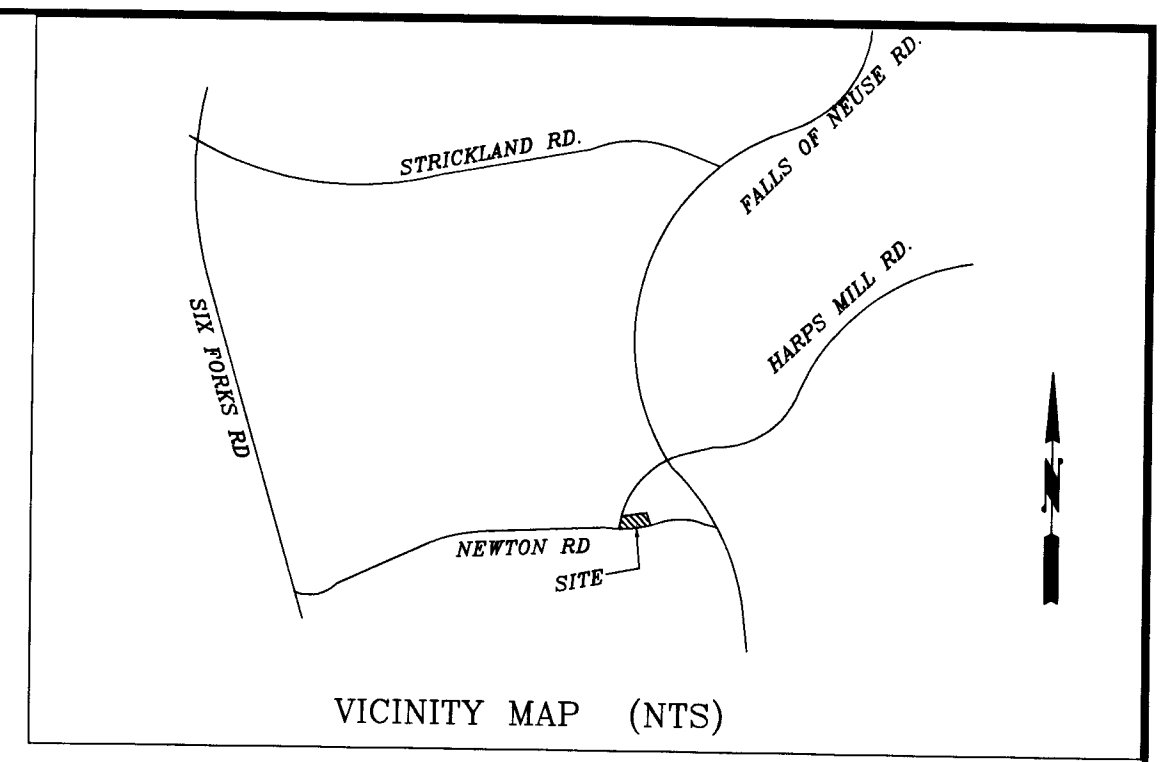 STRICKLAND RD.
FALLS OF NEUSE RD.
HARPS MILL RD.
SIX FORKS RD
N
NEWTON RD
SITE
VICINITY MAP (NTS)